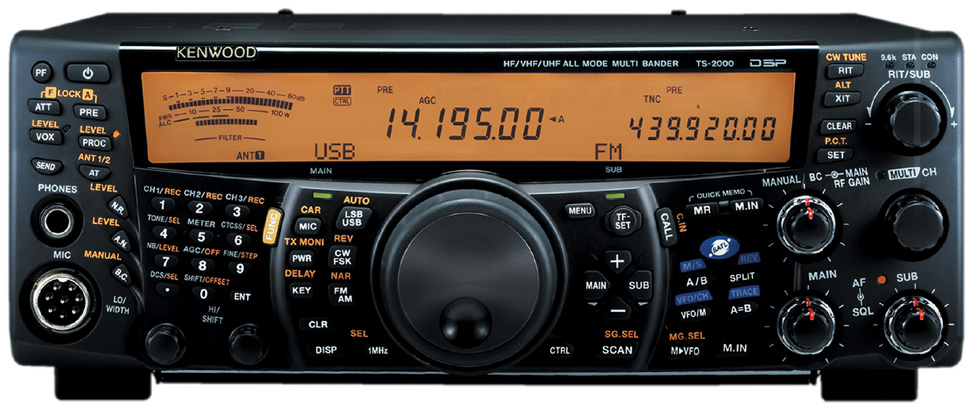 KENWOOD
HF/VHF/UHF ALL MODE MULTI BANDER TS-2000 DSP
PF
F LOCK A
ATT PRE
LEVEL LEVEL
VOX PROC
ANT 1/2
SEND AT
PHONES
LEVEL
N.R.
LEVEL
A.N.
MIC
MANUAL
B.C.
LO/
WIDTH
HI/
SHIFT
S 1 3 5 7 9 20 40 60dB
PWR 10 25 50 100 W
ALC
FILTER
ANT 1
PTT
CTRL
PRE
AGC
14.195.00 ◄A
USB
PRE
TNC
439.920.00
FM
MAIN
SUB
CH1/REC CH2/REC CH3/REC
1 2 3
TONE/SEL METER CTCSS/SEL
4 5 6
NB/LEVEL AGC/OFF FINE/STEP
7 8 9
DCS/SEL SHIFT/OFFSET
. 0 ENT
FUNC
CAR AUTO
MIC LSB
USB
TX MONI REV
PWR CW
FSK
DELAY NAR
KEY FM
AM
CLR
SEL
DISP 1MHz
MENU
TF-
SET
+
MAIN SUB
−
SG.SEL
CTRL SCAN
CALL
C.IN
QUICK MEMO
MR M.IN
SATL
M/S REV
A/B SPLIT
VFO/CH TRACE
VFO/M A=B
MG.SEL
M►VFO M.IN
CW TUNE
RIT
ALT
XIT
CLEAR
P.C.T.
SET
9.6k STA CON
RIT/SUB
- +
MANUAL BC MAIN
RF GAIN
MULTI CH
MAIN AF SUB
SQL